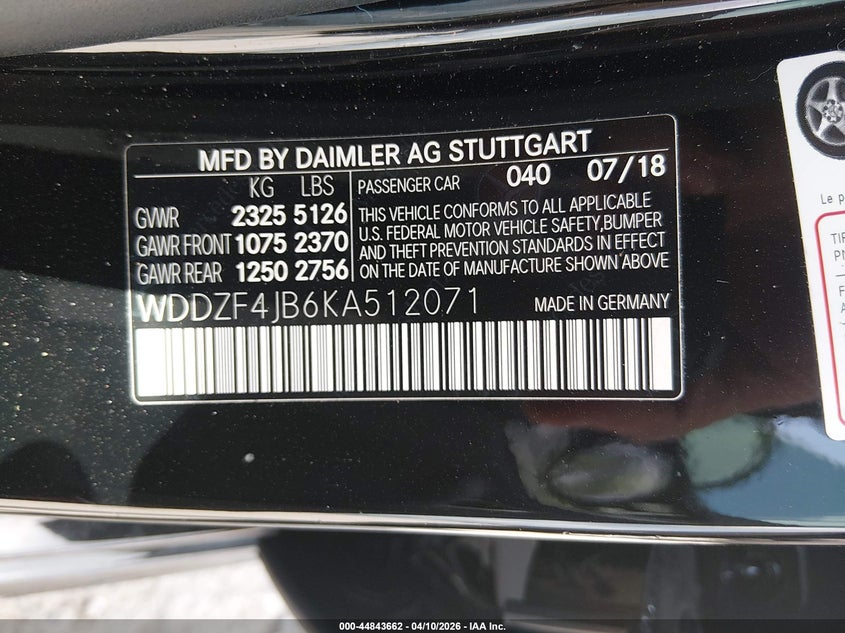 MFD BY DAIMLER AG STUTTGART
KG LBS
GVWR 2325 5126
GAWR FRONT 1075 2370
GAWR REAR 1250 2756
PASSENGER CAR 040 07/18
THIS VEHICLE CONFORMS TO ALL APPLICABLE
U.S. FEDERAL MOTOR VEHICLE SAFETY,BUMPER
AND THEFT PREVENTION STANDARDS IN EFFECT
ON THE DATE OF MANUFACTURE SHOWN ABOVE
WDDZF4JB6KA512071 MADE IN GERMANY
Le p
TIR
PN
F
A
000-44843662 - 04/10/2026 - IAA Inc.